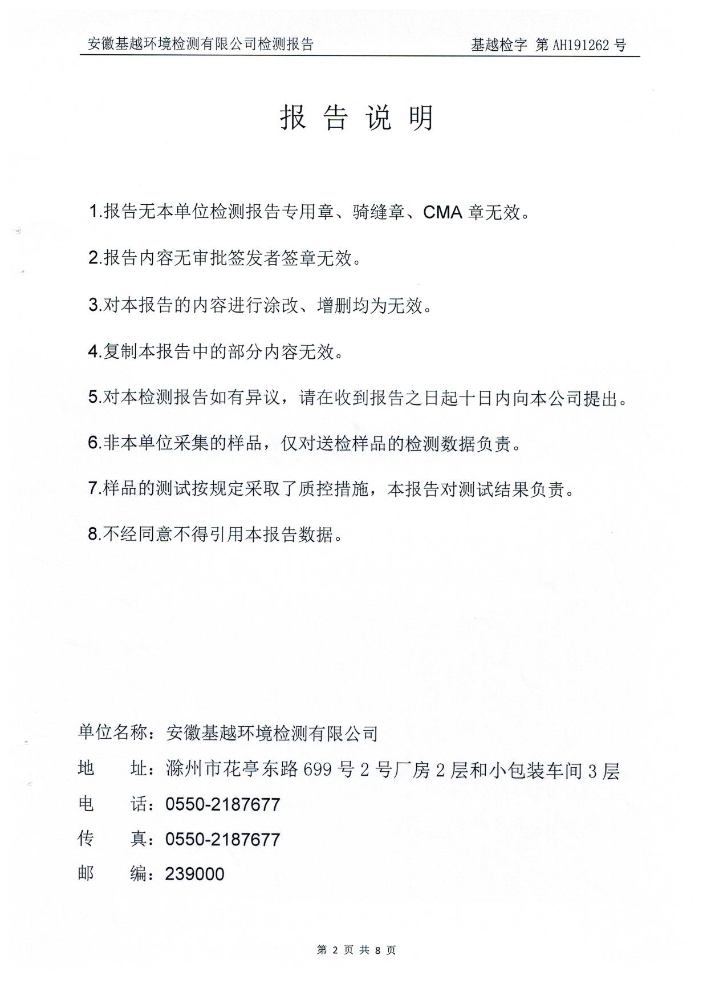 安徽基越环境检测有限公司检测报告 基越检字 第 AH191262 号
报 告 说 明
1.报告无本单位检测报告专用章、骑缝章、CMA 章无效。
2.报告内容无审批签发者签章无效。
3.对本报告的内容进行涂改、增删均为无效。
4.复制本报告中的部分内容无效。
5.对本检测报告如有异议，请在收到报告之日起十日内向本公司提出。
6.非本单位采集的样品，仅对送检样品的检测数据负责。
7.样品的测试按规定采取了质控措施，本报告对测试结果负责。
8.不经同意不得引用本报告数据。
单位名称：安徽基越环境检测有限公司
地 址：滁州市花亭东路 699 号 2 号厂房 2 层和小包装车间 3 层
电 话：0550-2187677
传 真：0550-2187677
邮 编：239000
第 2 页 共 8 页